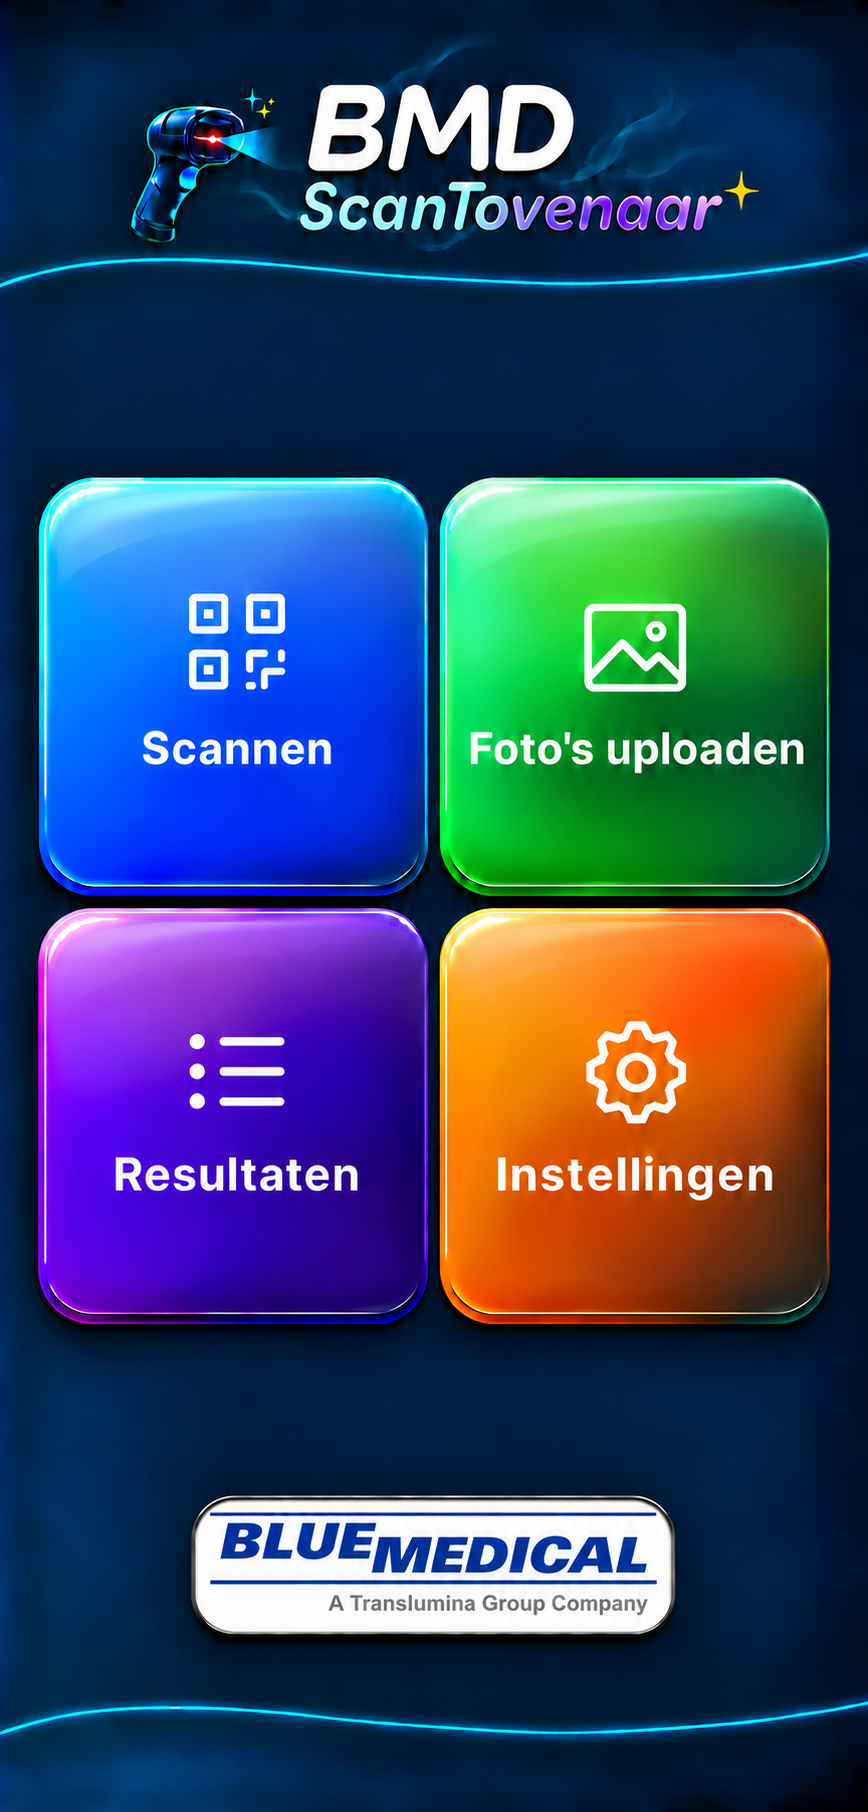 BMD
ScanTovenaar
Scannen
Foto's uploaden
Resultaten
Instellingen
BLUEMEDICAL
A Translumina Group Company